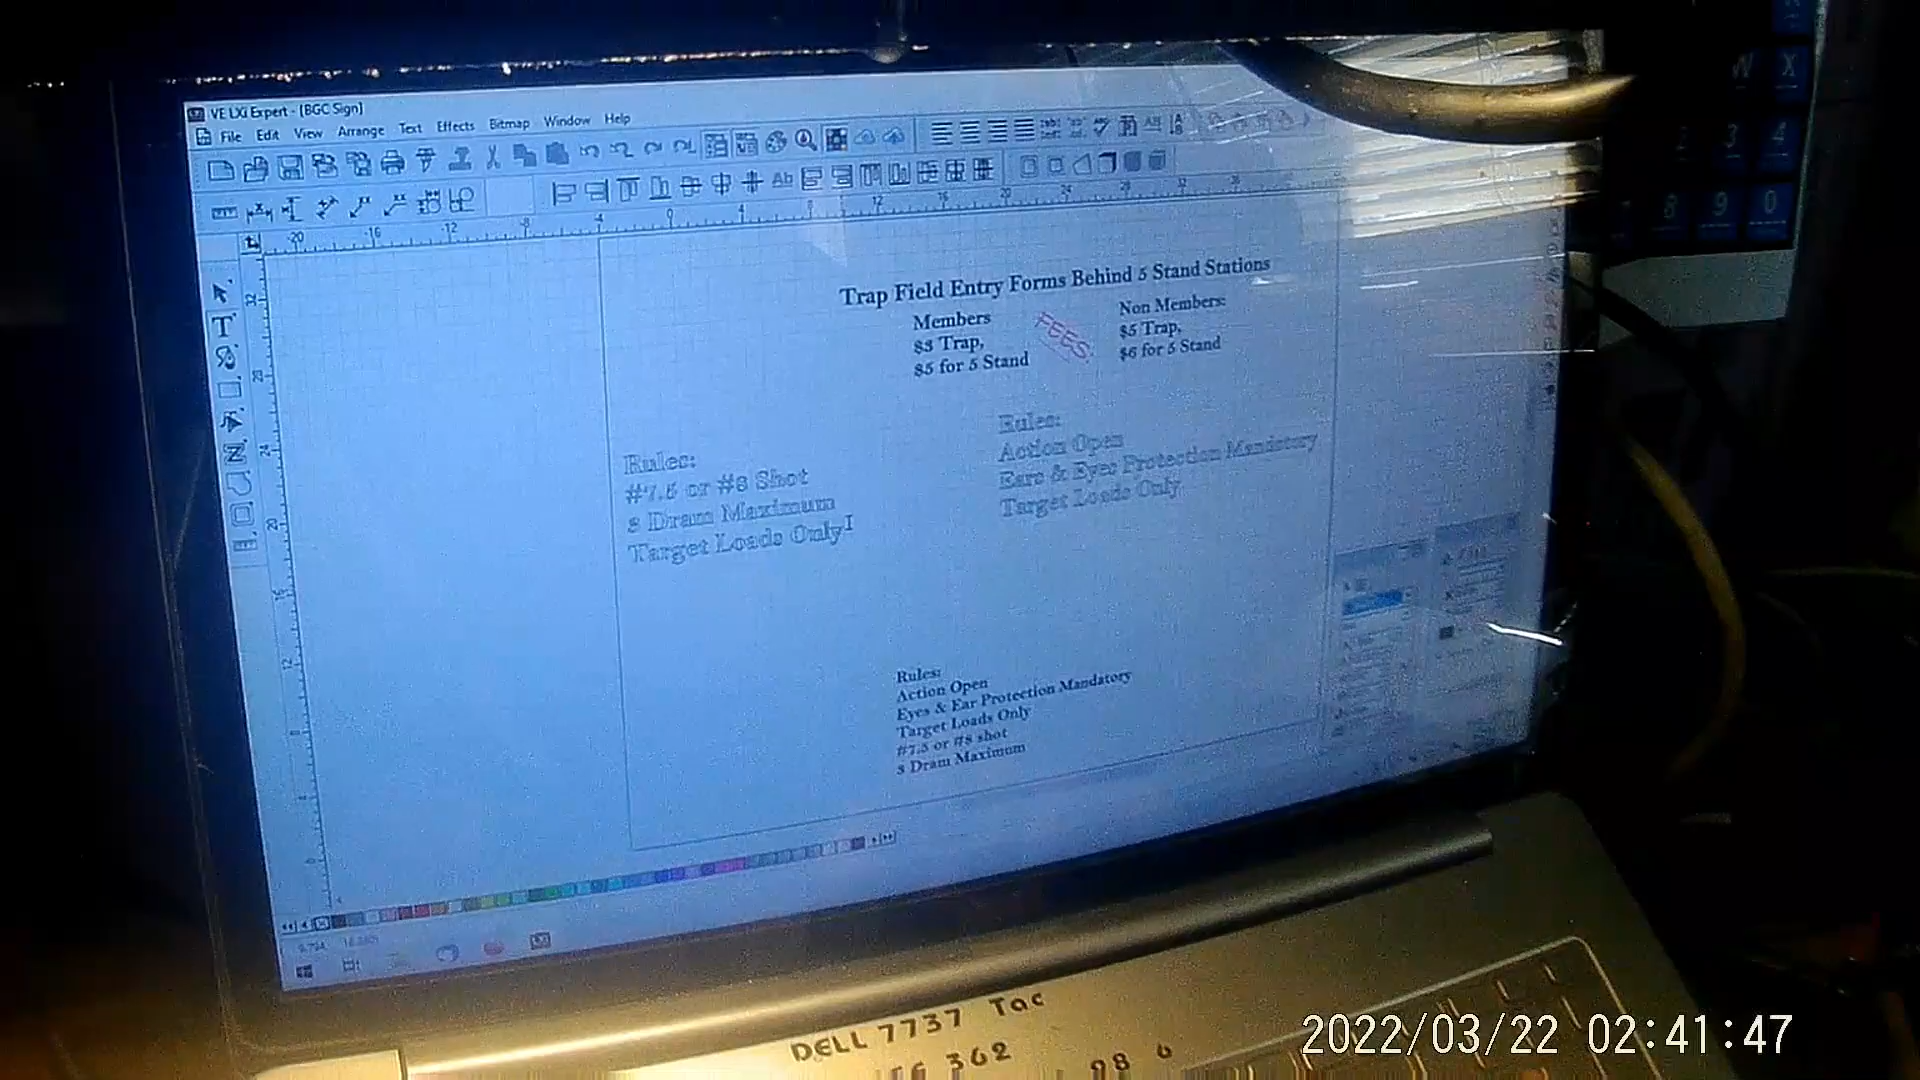 VE LXi Expert - [BGC Sign]
File Edit View Arrange Text Effects Bitmap Window Help
Trap Field Entry Forms Behind 5 Stand Stations
Members
$3 Trap,
$5 for 5 Stand
FEES:
Non Members:
$5 Trap,
$6 for 5 Stand
Rules:
#7.5 or #8 Shot
3 Dram Maximum
Target Loads Only
Rules:
Action Open
Ears & Eyes Protection Mandatory
Target Loads Only
Rules:
Action Open
Eyes & Ear Protection Mandatory
Target Loads Only
#7.5 or #8 shot
3 Dram Maximum
DELL 7737 Tac
362
2022/03/22 02:41:47